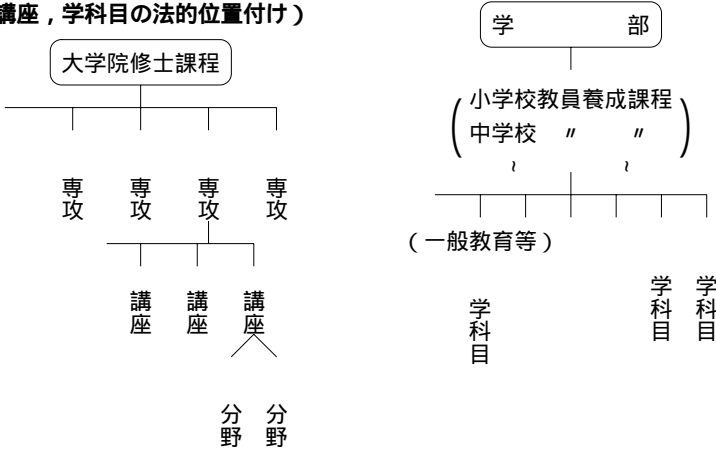 講座，学科目の法的位置付け）
大学院修士課程
専攻
専攻
専攻
専攻
講座
講座
講座
分野
分野
学部
小学校教員養成課程
中学校 〃 〃
～ ～
（一般教育等）
学科目
学科目
学科目